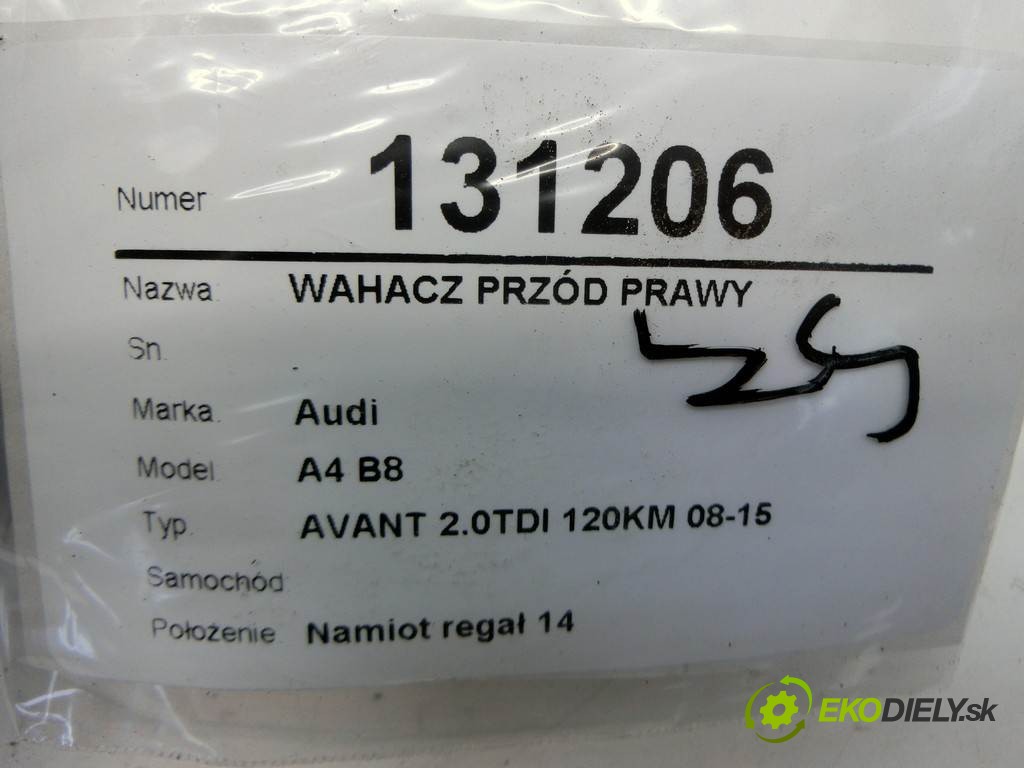 Numer 131206
Nazwa: WAHACZ PRZÓD PRAWY
Sn.
Marka: Audi
Model A4 B8
Typ. AVANT 2.0TDI 120KM 08-15
Samochód:
Położenie: Namiot regał 14
EKODIELY.sk